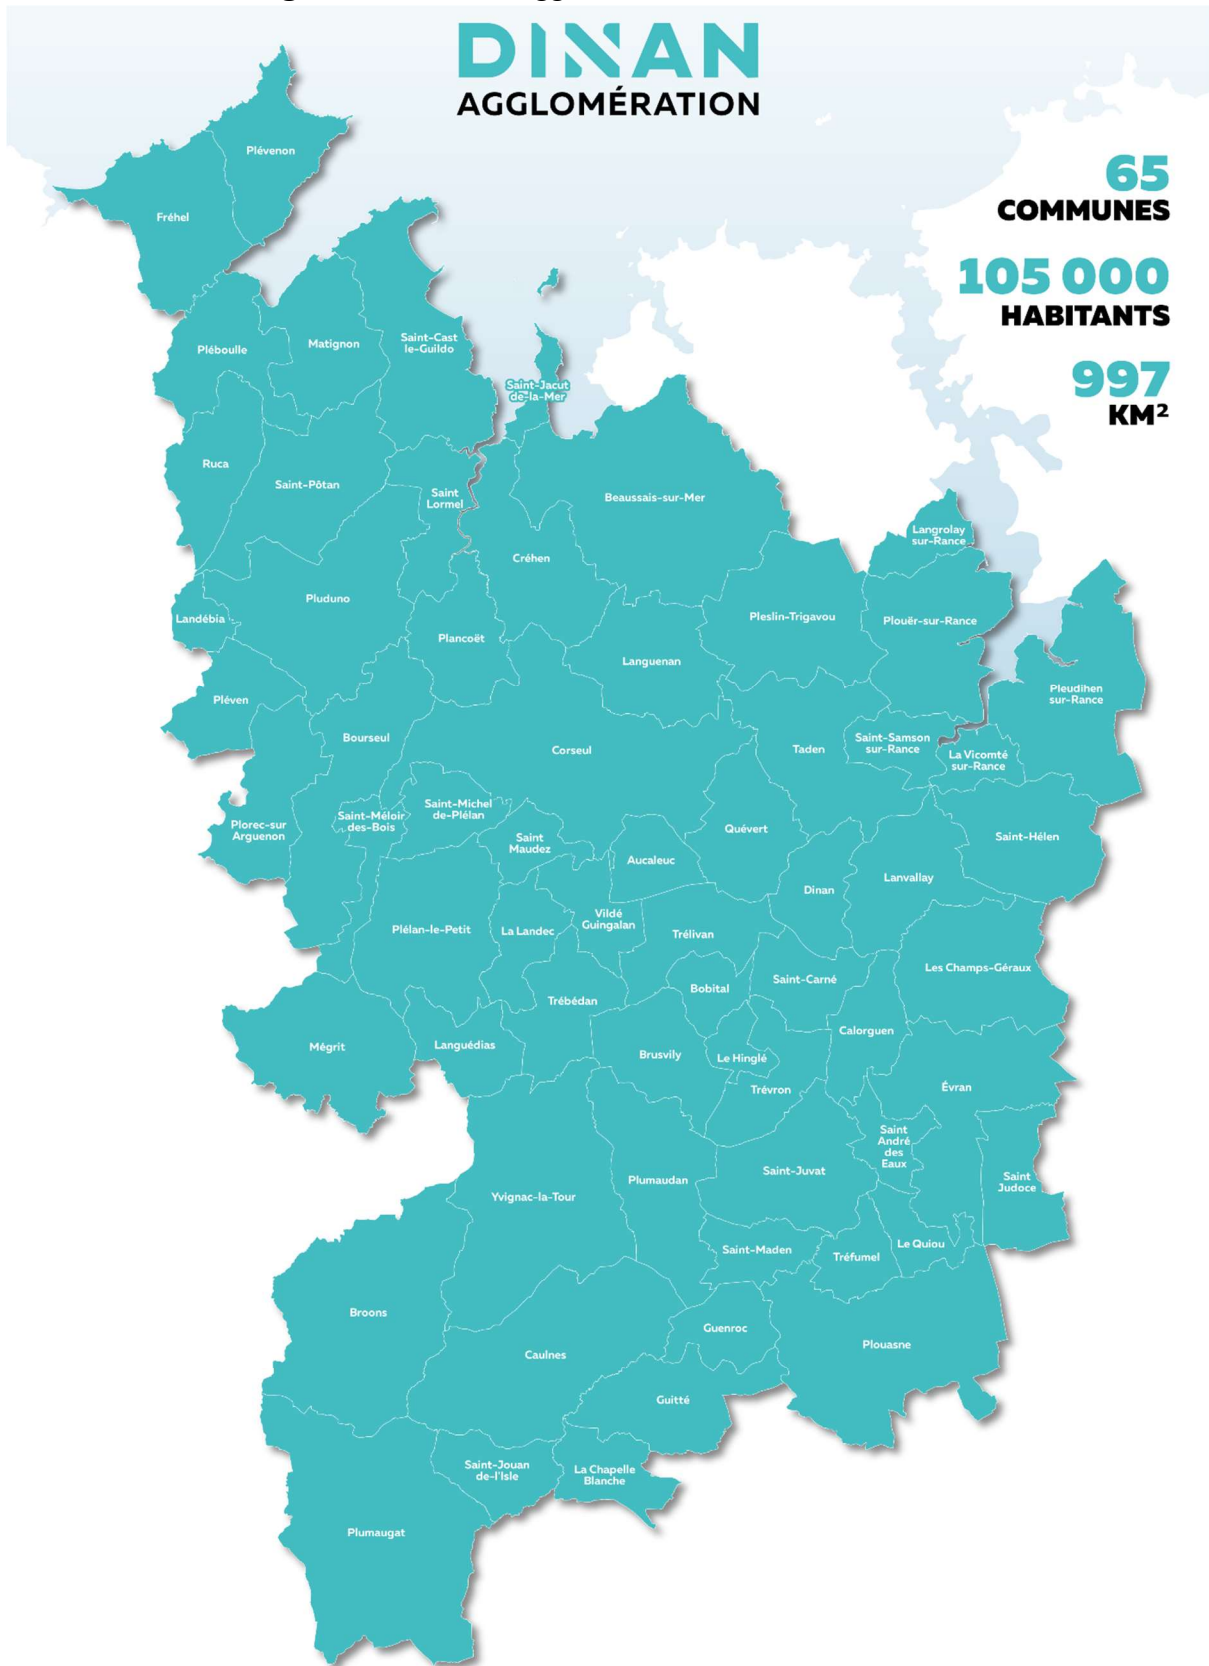 DINAN
AGGLOMÉRATION
65
COMMUNES
105 000
HABITANTS
997
KM²
Plévenon
Fréhel
Saint-Cast
le-Guildo
Matignon
Pléboulle
Saint-Jacut
de-la-Mer
Ruca
Saint-Pôtan
Saint
Lormel
Beaussais-sur-Mer
Langrolay
sur-Rance
Créhen
Pluduno
Landébia
Plancoët
Pleslin-Trigavou
Plouër-sur-Rance
Languenan
Pléven
Pleudihen
sur-Rance
Bourseul
Corseul
Taden
Saint-Samson
sur-Rance
La Vicomté
sur-Rance
Saint-Michel
de-Plélan
Saint-Méloir
des-Bois
Plorec-sur
Arguenon
Saint
Maudez
Quévert
Saint-Hélen
Aucaleuc
Dinan
Lanvallay
Vildé
Guingalan
Plélan-le-Petit
La Landec
Trélivan
Les Champs-Géraux
Saint-Carné
Bobital
Trébédan
Calorguen
Mégrit
Languédias
Brusvily
Le Hinglé
Trévron
Évran
Saint
André
des
Eaux
Saint-Juvat
Plumaudan
Saint
Judoce
Yvignac-la-Tour
Saint-Maden
Tréfumel
Le Quiou
Broons
Guenroc
Plouasne
Caulnes
Guitté
Saint-Jouan
de-l'Isle
La Chapelle
Blanche
Plumaugat